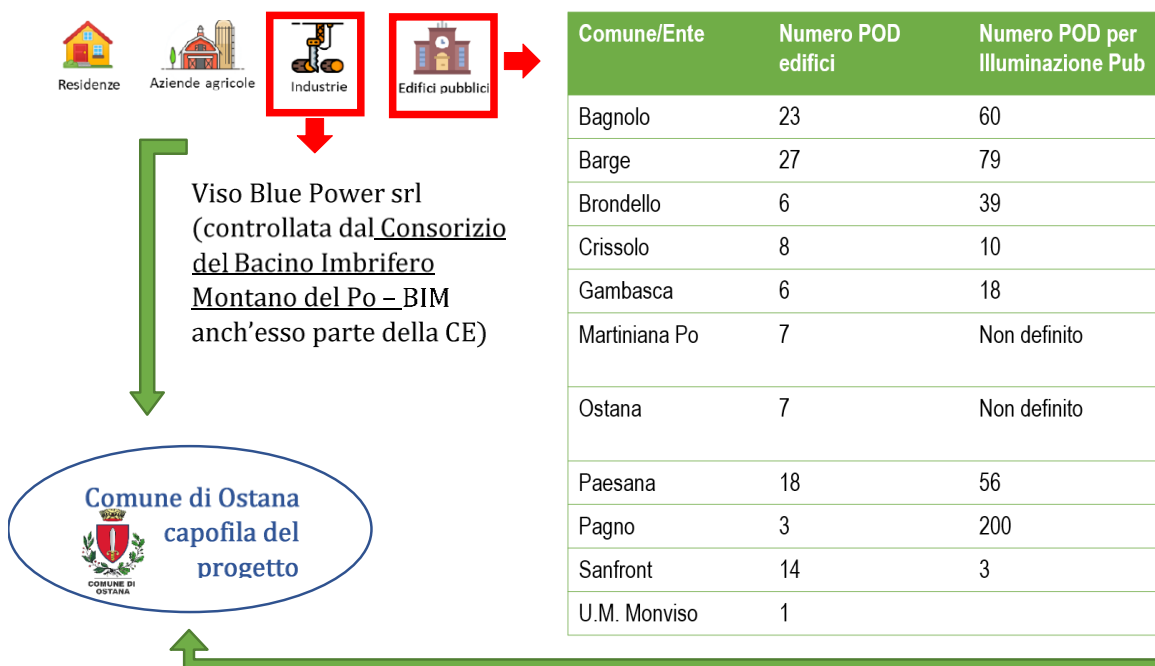 Residenze
Aziende agricole
Industrie
Edifici pubblici
Viso Blue Power srl
(controllata dal Consorizio
del Bacino Imbrifero
Montano del Po – BIM
anch’esso parte della CE)
Comune di Ostana
capofila del
progetto
COMUNE DI
OSTANA
Comune/Ente Numero POD edifici Numero POD per Illuminazione Pub
Bagnolo 23 60
Barge 27 79
Brondello 6 39
Crissolo 8 10
Gambasca 6 18
Martiniana Po 7 Non definito
Ostana 7 Non definito
Paesana 18 56
Pagno 3 200
Sanfront 14 3
U.M. Monviso 1